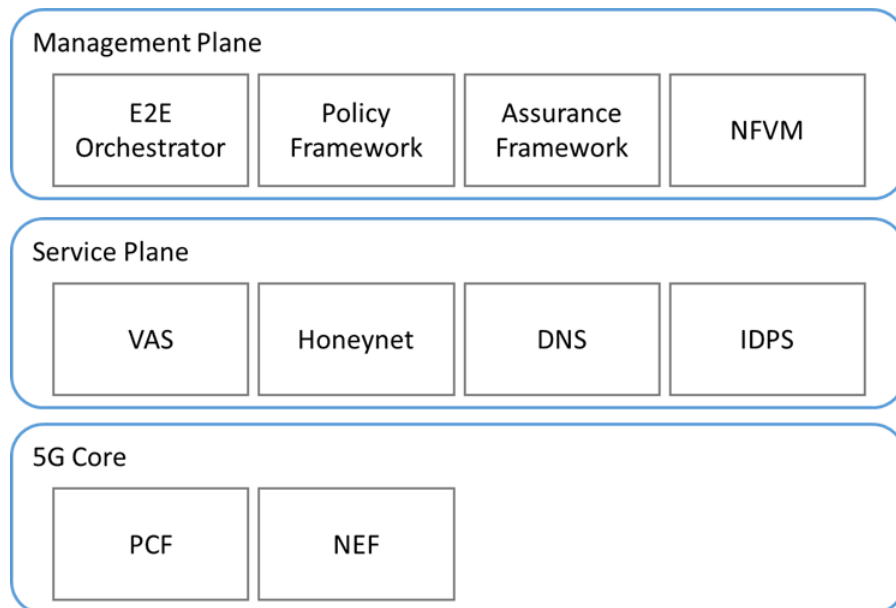 Management Plane
E2E
Orchestrator
Policy
Framework
Assurance
Framework
NFVM
Service Plane
VAS
Honeynet
DNS
IDPS
5G Core
PCF
NEF